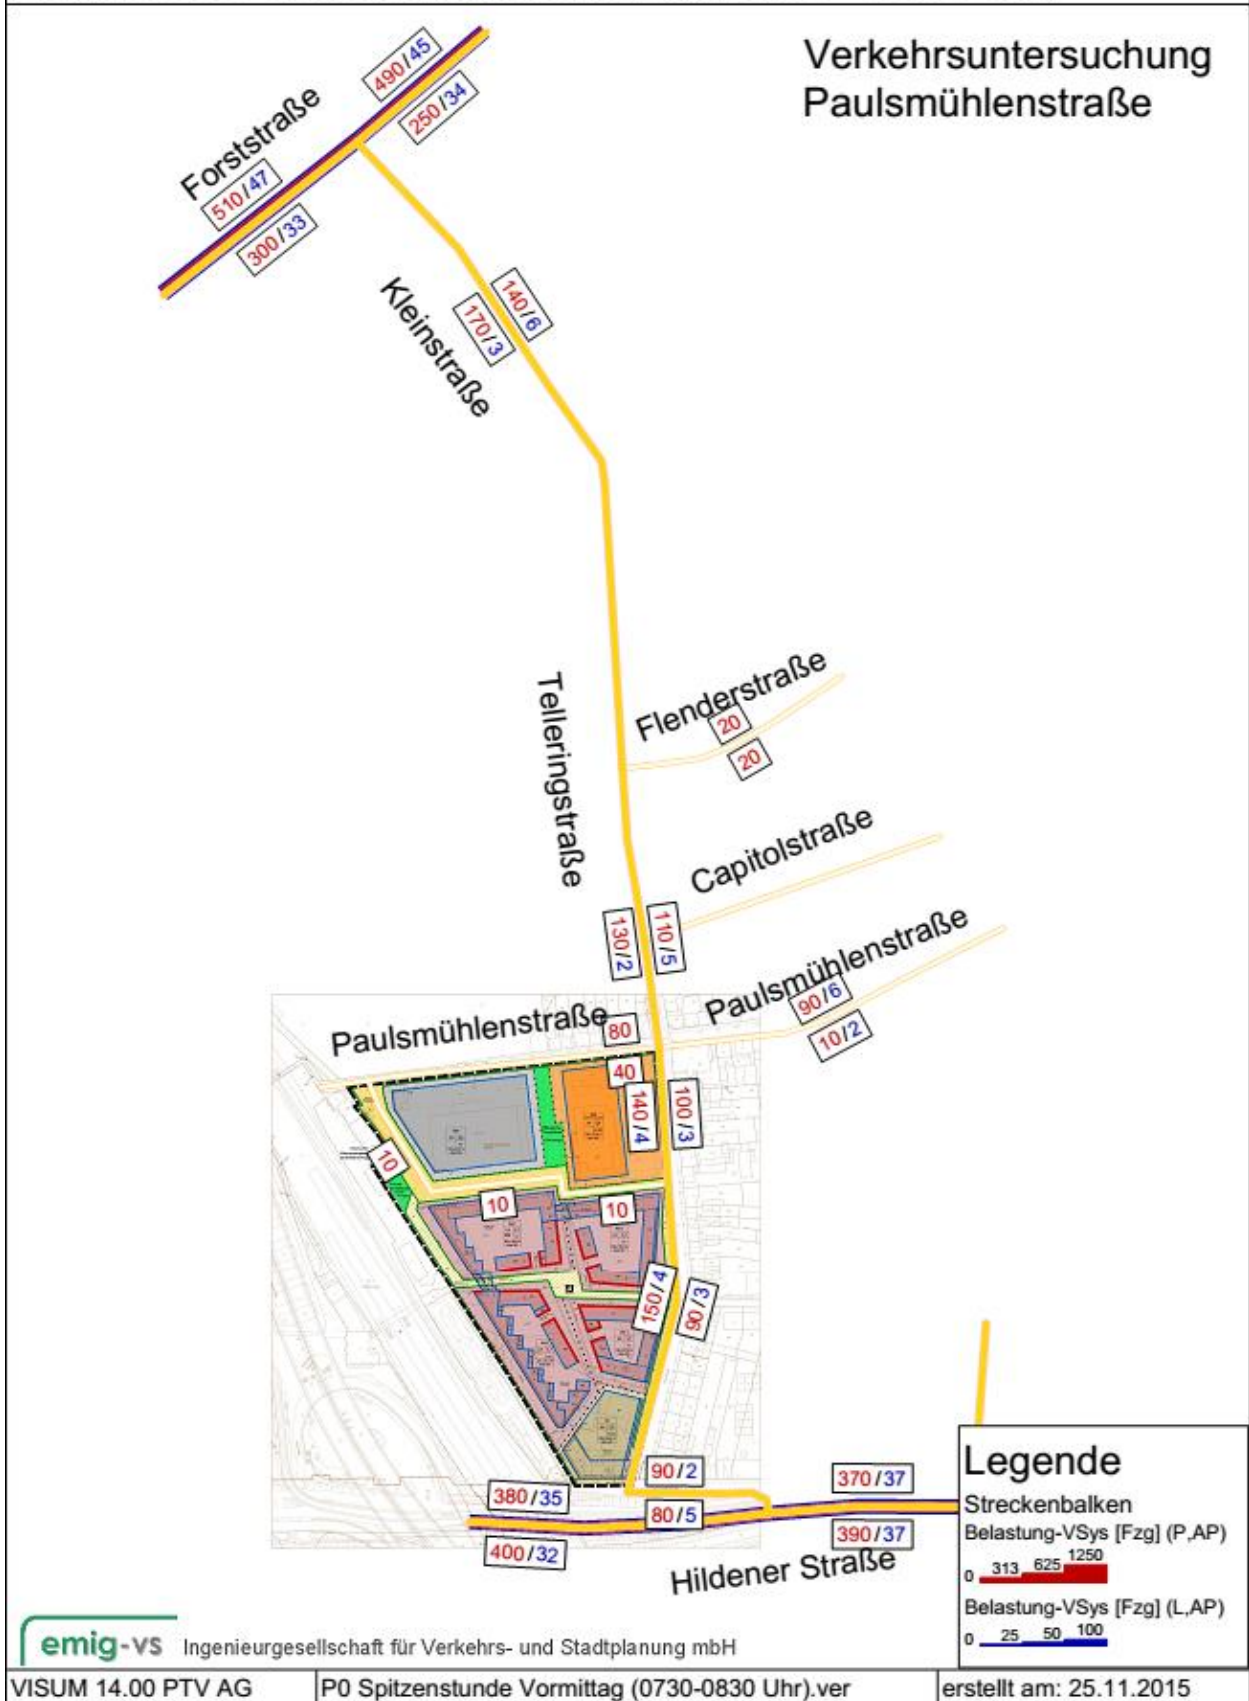 Verkehrsuntersuchung
Paulsmühlenstraße
490/45
250/34
Forststraße
510/47
300/33
Kleinstraße
140/6
170/3
Telleringstraße
Flenderstraße
20
20
Capitolstraße
130/2
110/5
Paulsmühlenstraße
90/6
10/2
Paulsmühlenstraße
80
40
140/4
100/3
10
10
10
150/4
90/3
90/2
80/5
380/35
400/32
370/37
390/37
Hildener Straße
Legende
Streckenbalken
Belastung-VSys [Fzg] (P,AP)
0 313 625 1250
Belastung-VSys [Fzg] (L,AP)
0 25 50 100
emig-vs Ingenieurgesellschaft für Verkehrs- und Stadtplanung mbH
VISUM 14.00 PTV AG
P0 Spitzenstunde Vormittag (0730-0830 Uhr).ver
erstellt am: 25.11.2015